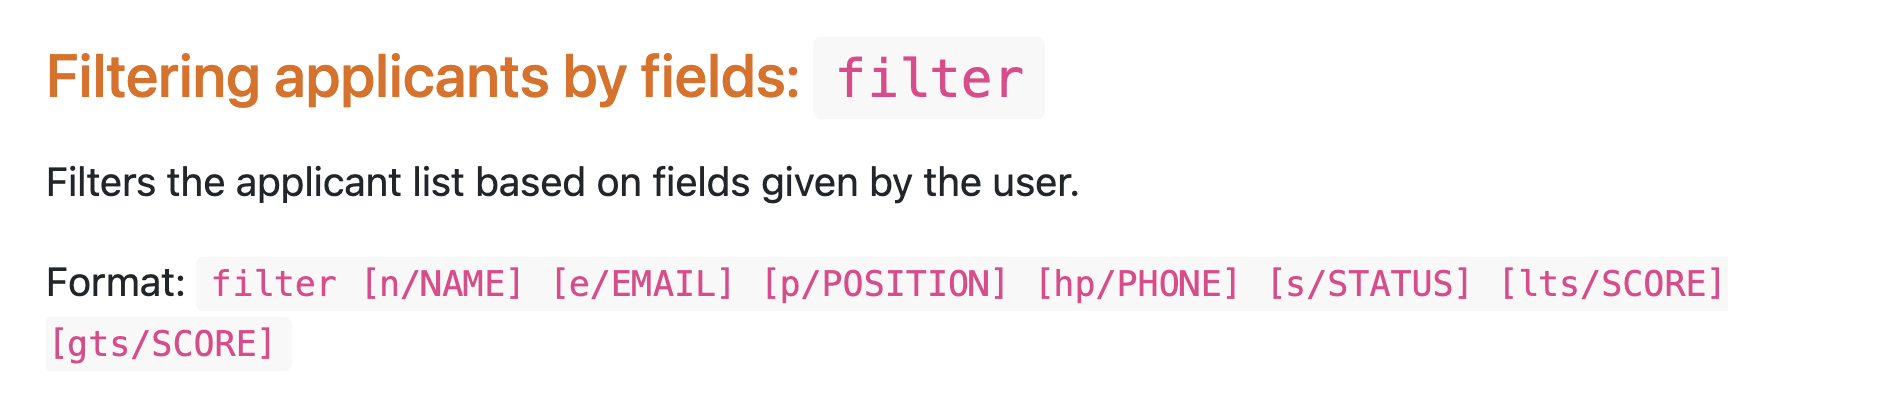 Filtering applicants by fields: filter
Filters the applicant list based on fields given by the user.
Format: filter [n/NAME] [e/EMAIL] [p/POSITION] [hp/PHONE] [s/STATUS] [lts/SCORE]
[gts/SCORE]